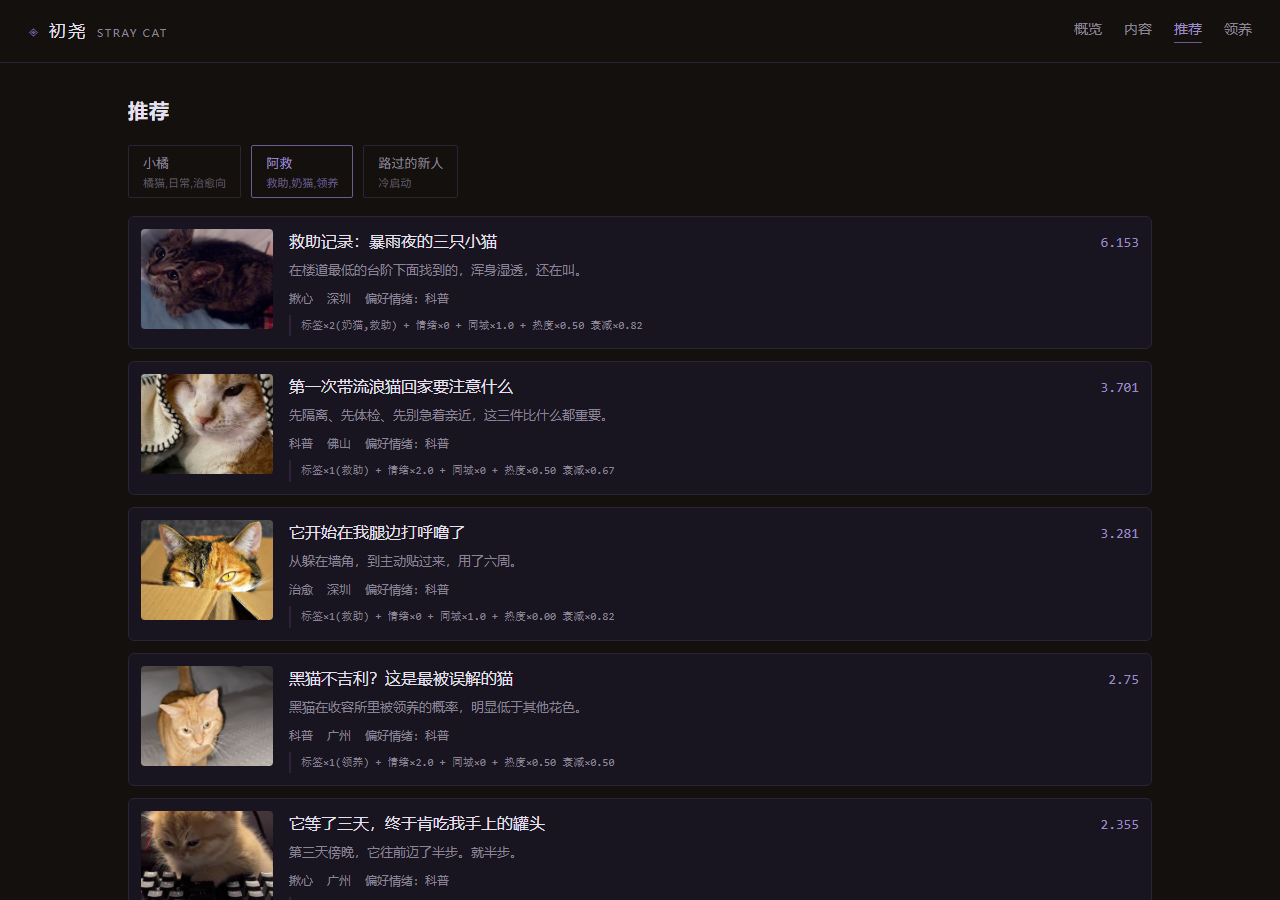 初尧 STRAY CAT
概览 内容 推荐 领养
推荐
小橘
橘猫,日常,治愈向
阿救
救助,奶猫,领养
路过的新人
冷启动
救助记录：暴雨夜的三只小猫
6.153
在楼道最低的台阶下面找到的，浑身湿透，还在叫。
揪心 深圳 偏好情绪：科普
标签×2(奶猫,救助) + 情绪×0 + 同城×1.0 + 热度×0.50 衰减×0.82
第一次带流浪猫回家要注意什么
3.701
先隔离、先体检、先别急着亲近，这三件比什么都重要。
科普 佛山 偏好情绪：科普
标签×1(救助) + 情绪×2.0 + 同城×0 + 热度×0.50 衰减×0.67
它开始在我腿边打呼噜了
3.281
从躲在墙角，到主动贴过来，用了六周。
治愈 深圳 偏好情绪：科普
标签×1(救助) + 情绪×0 + 同城×1.0 + 热度×0.00 衰减×0.82
黑猫不吉利？这是最被误解的猫
2.75
黑猫在收容所里被领养的概率，明显低于其他花色。
科普 广州 偏好情绪：科普
标签×1(领养) + 情绪×2.0 + 同城×0 + 热度×0.50 衰减×0.50
它等了三天，终于肯吃我手上的罐头
2.355
第三天傍晚，它往前迈了半步。就半步。
揪心 广州 偏好情绪：科普